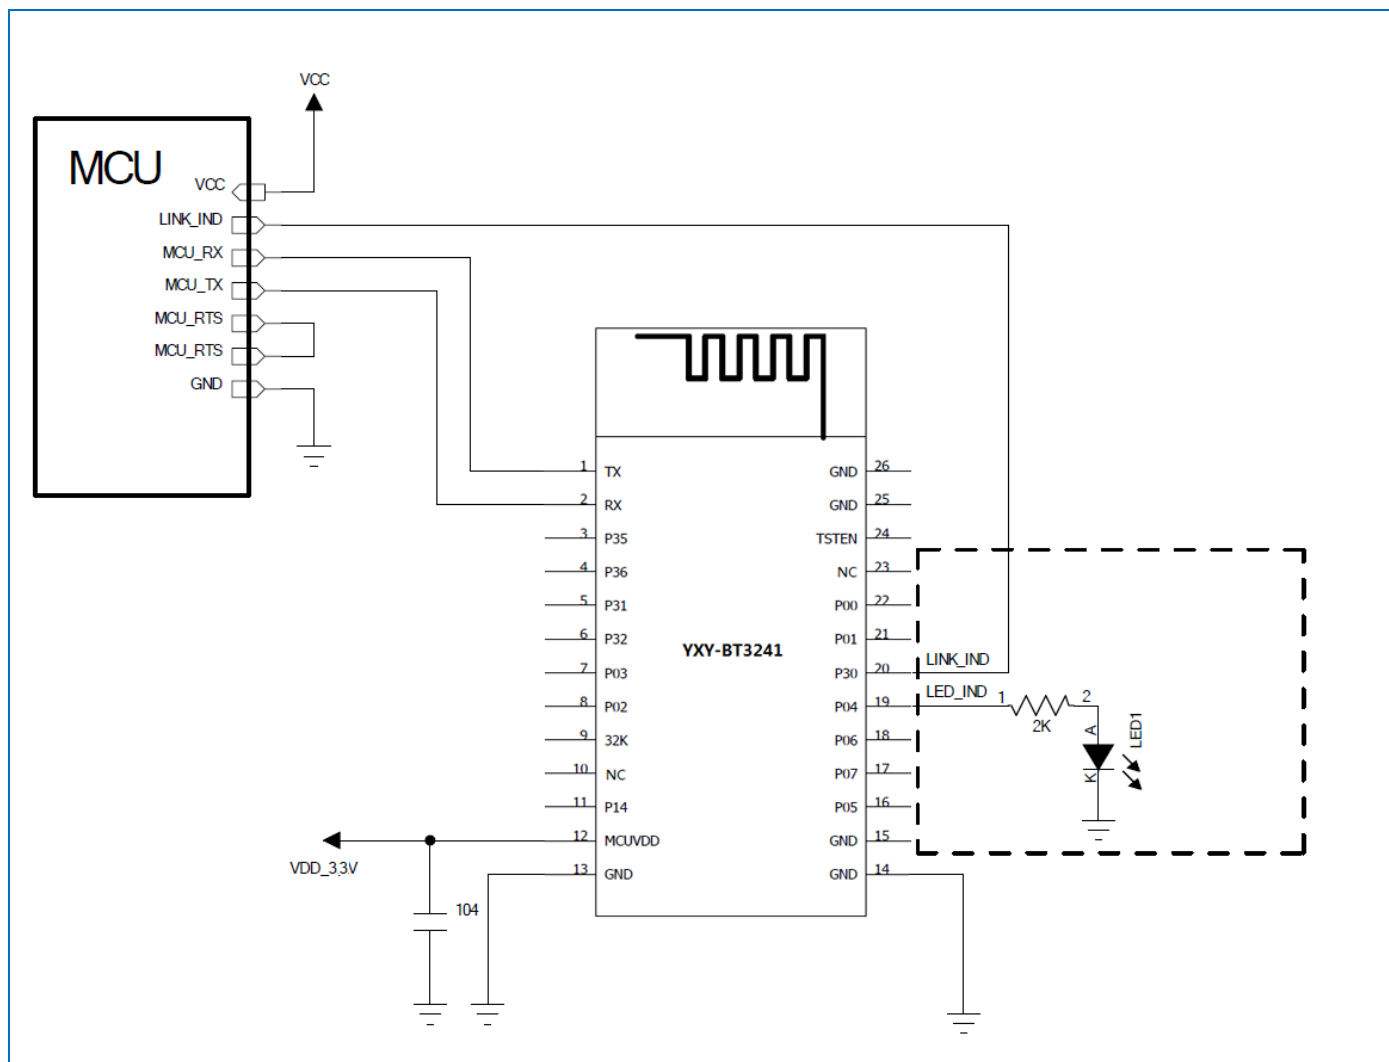 VCC
MCU
VCC
LINK_IND
MCU_RX
MCU_TX
MCU_RTS
MCU_RTS
GND
1 TX
2 RX
3 P35
4 P36
5 P31
6 P32
7 P03
8 P02
9 32K
10 NC
11 P14
12 MCUVDD
13 GND
YXY-BT3241
GND 26
GND 25
TSTEN 24
NC 23
P00 22
P01 21
P30 20
P04 19
P06 18
P07 17
P05 16
GND 15
GND 14
LINK_IND
LED_IND
1
2
2K
A
K
LED1
VDD_3.3V
104